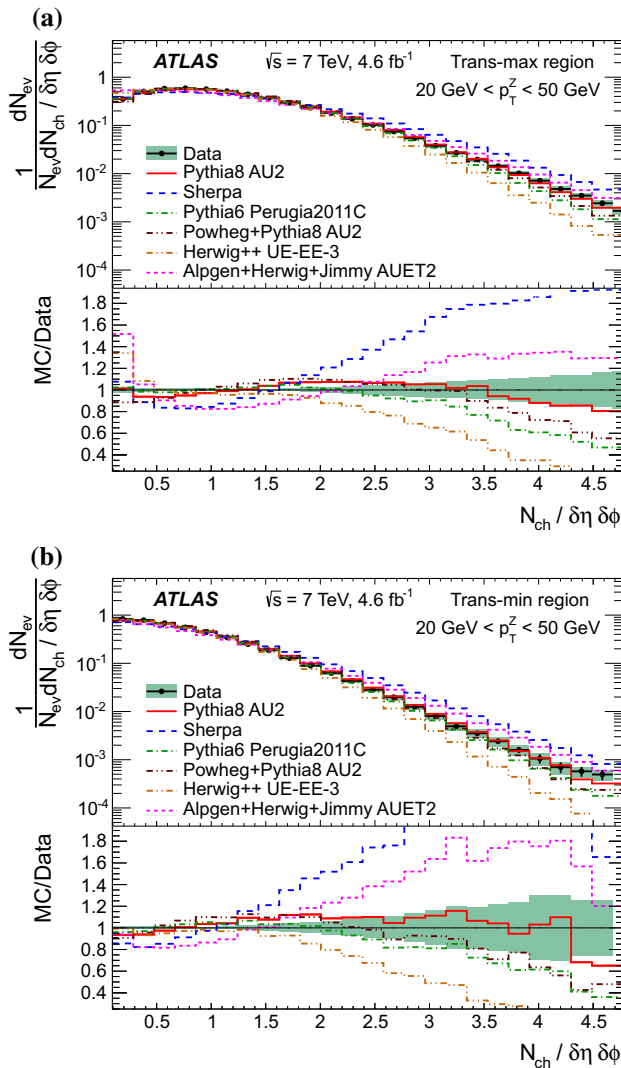 (a)
ATLAS √s = 7 TeV, 4.6 fb⁻¹ Trans-max region
20 GeV < p_T^Z < 50 GeV
1/N_ev dN_ev/dN_ch / δη δφ
1
10⁻¹
10⁻²
10⁻³
10⁻⁴
Data
Pythia8 AU2
Sherpa
Pythia6 Perugia2011C
Powheg+Pythia8 AU2
Herwig++ UE-EE-3
Alpgen+Herwig+Jimmy AUET2
MC/Data
1.8
1.6
1.4
1.2
1
0.8
0.6
0.4
0.5 1 1.5 2 2.5 3 3.5 4 4.5
N_ch / δη δφ
(b)
ATLAS √s = 7 TeV, 4.6 fb⁻¹ Trans-min region
20 GeV < p_T^Z < 50 GeV
1/N_ev dN_ev/dN_ch / δη δφ
1
10⁻¹
10⁻²
10⁻³
10⁻⁴
Data
Pythia8 AU2
Sherpa
Pythia6 Perugia2011C
Powheg+Pythia8 AU2
Herwig++ UE-EE-3
Alpgen+Herwig+Jimmy AUET2
MC/Data
1.8
1.6
1.4
1.2
1
0.8
0.6
0.4
0.5 1 1.5 2 2.5 3 3.5 4 4.5
N_ch / δη δφ